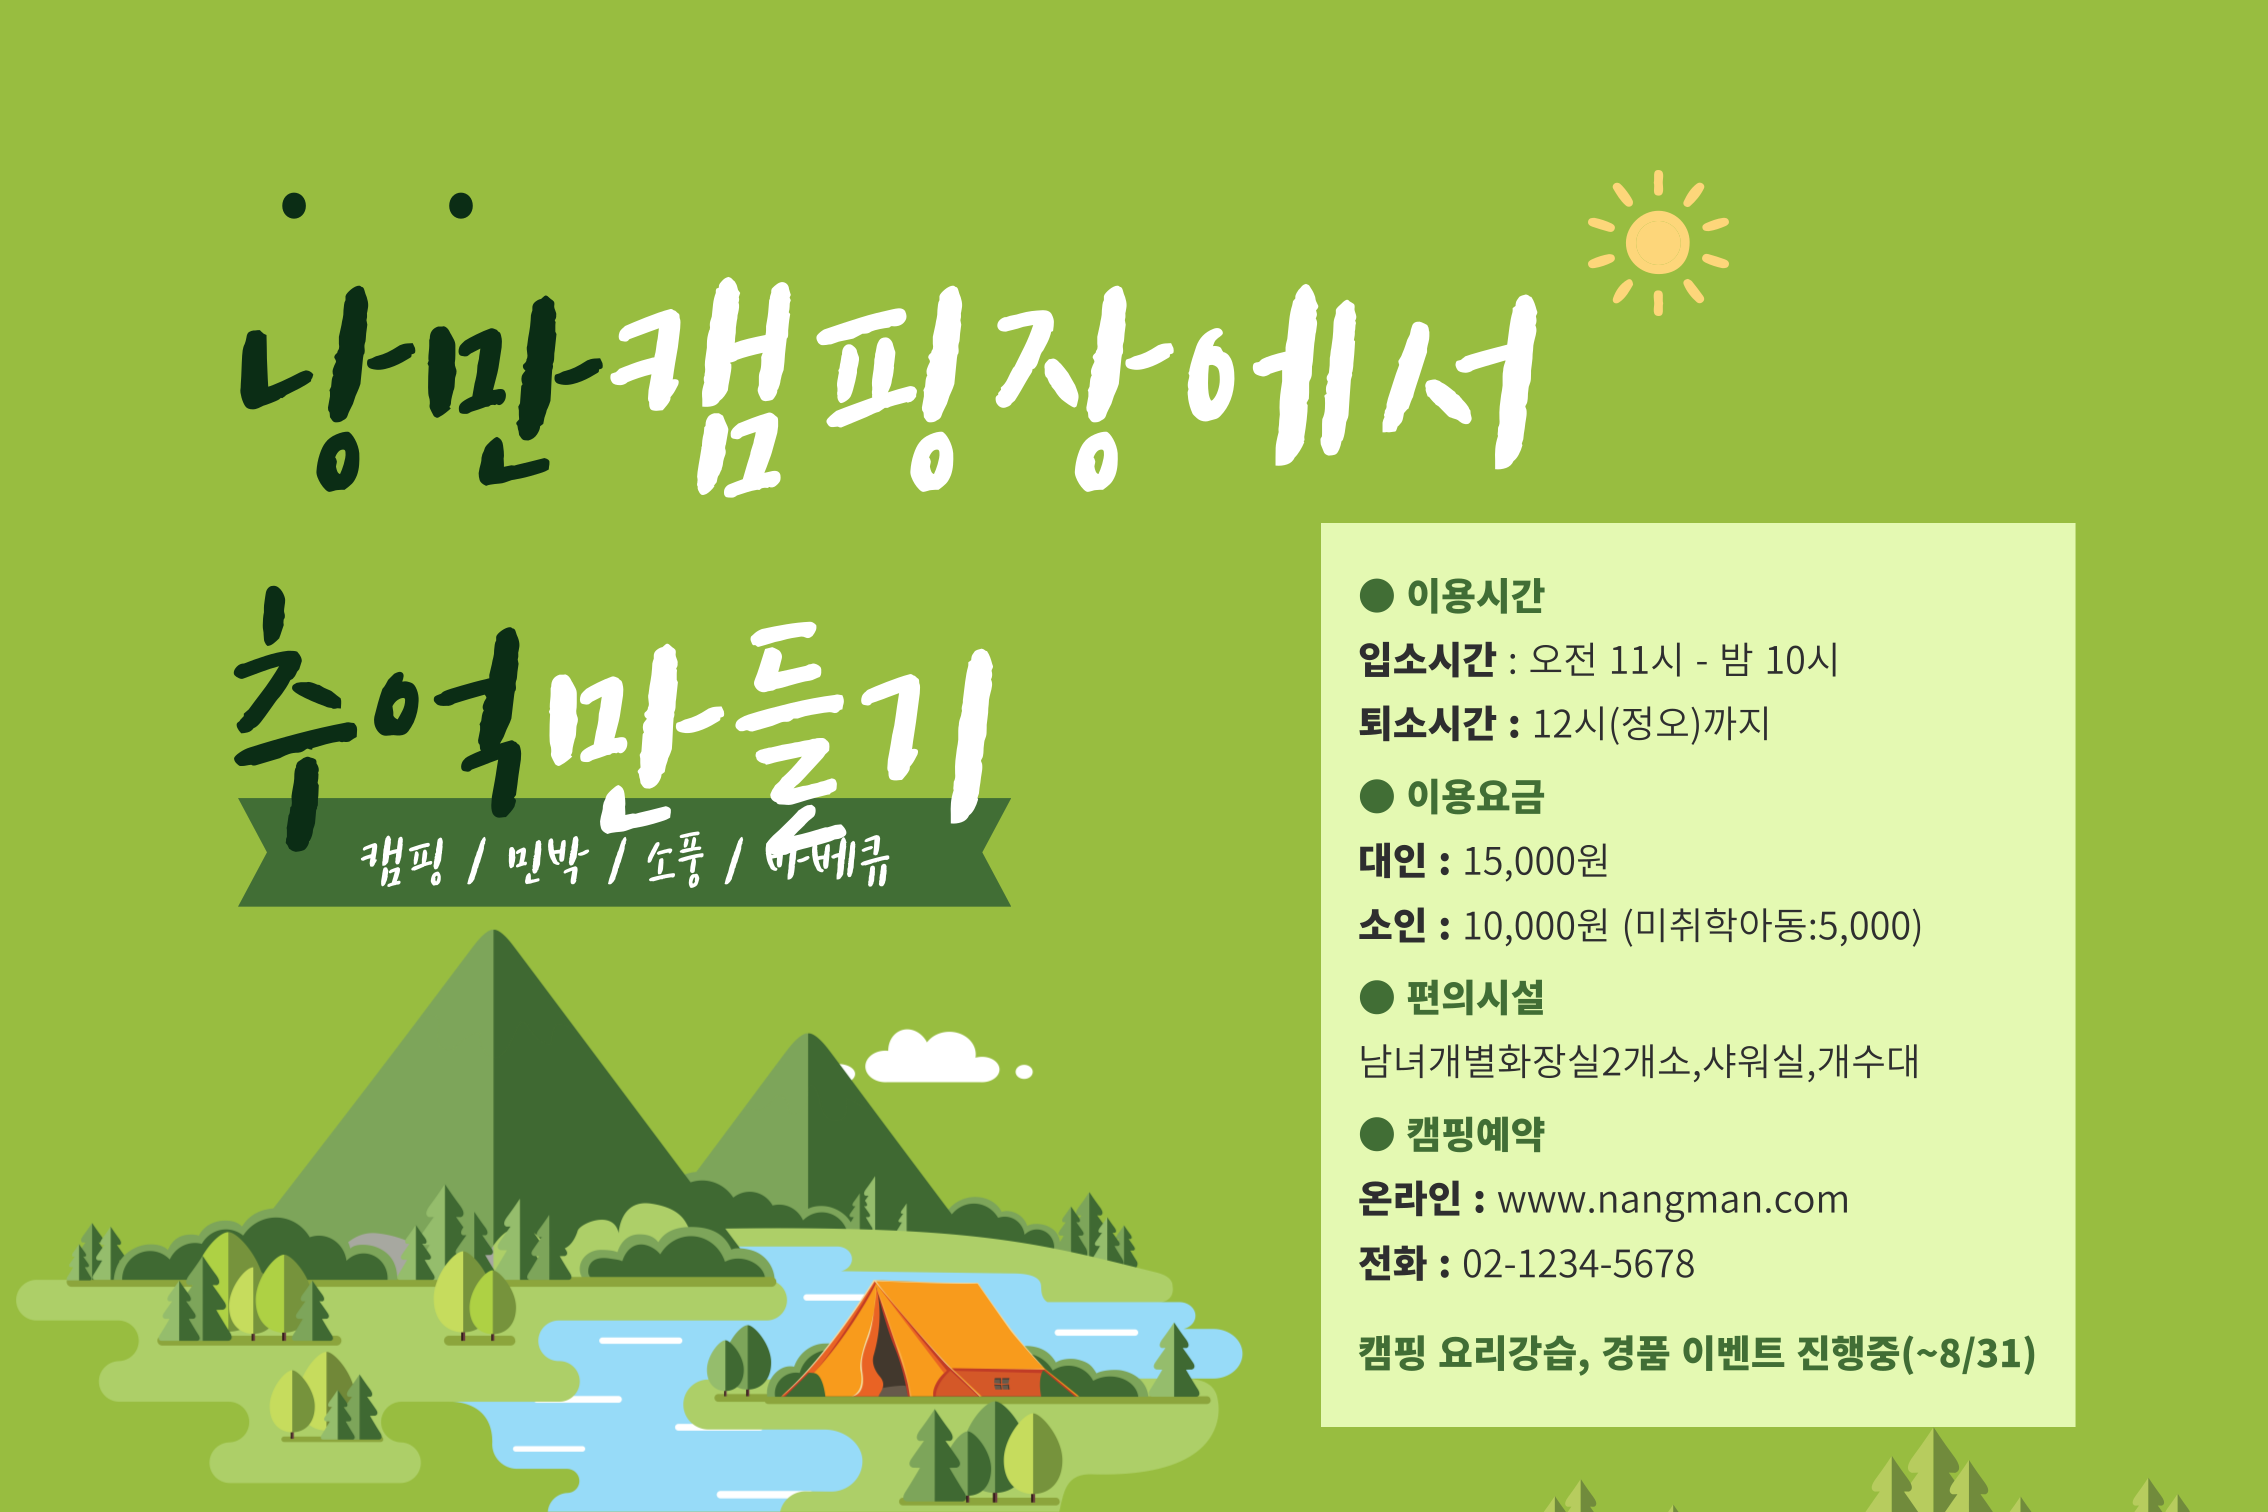 낭만캠핑장에서
추억만들기
캠핑 / 민박 / 소풍 / 바베큐
● 이용시간
입소시간 : 오전 11시 - 밤 10시
퇴소시간 : 12시(정오)까지
● 이용요금
대인 : 15,000원
소인 : 10,000원 (미취학아동:5,000)
● 편의시설
남녀개별화장실2개소,샤워실,개수대
● 캠핑예약
온라인 : www.nangman.com
전화 : 02-1234-5678
캠핑 요리강습, 경품 이벤트 진행중(~8/31)